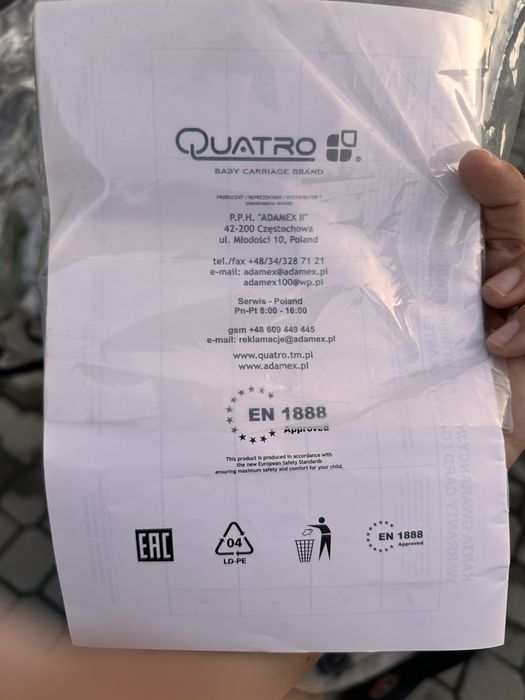 QUATRO ®
BABY CARRIAGE BRAND
PRODUCENT / REPREZENTANT / DYSTRYBUTOR *
niepotrzebne skreślić
P.P.H. "ADAMEX II"
42-200 Częstochowa
ul. Młodości 10, Poland
tel./fax +48/34/328 71 21
e-mail: adamex@adamex.pl
adamex100@wp.pl
Serwis - Poland
Pn-Pt 8:00 - 16:00
gsm +48 609 449 445
e-mail: reklamacje@adamex.pl
www.quatro.tm.pl
www.adamex.pl
EN 1888
Approved
This product is produced in accordance with
the new European Safety Standards
ensuring maximum safety and comfort for your child.
EAC
04
LD-PE
EN 1888
Approved
WARRANTY CARD